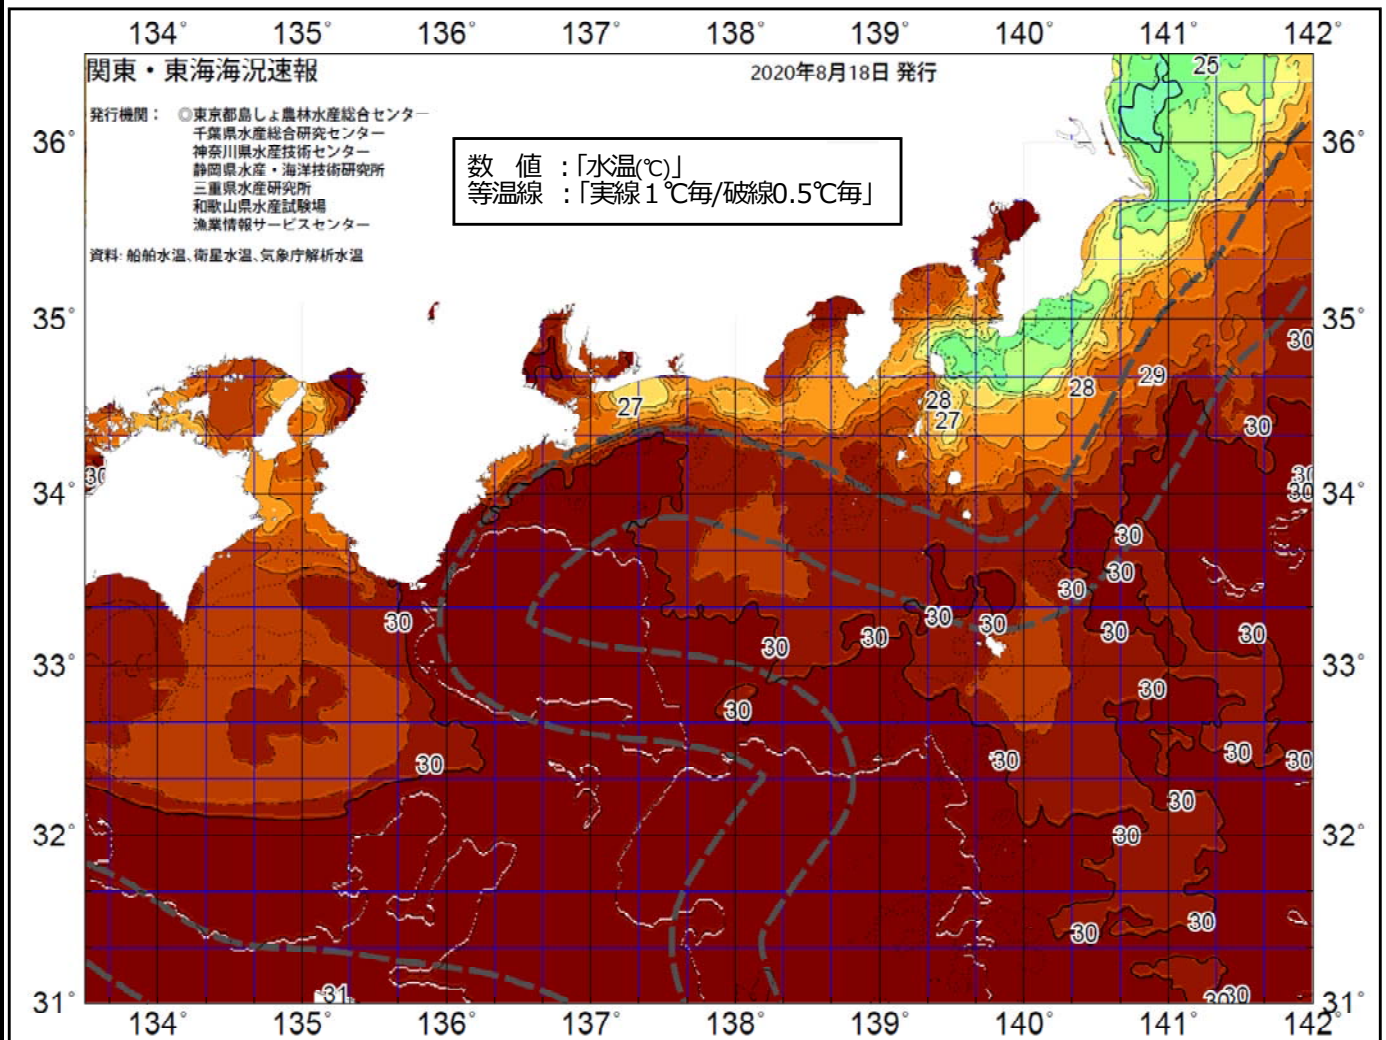 134° 135° 136° 137° 138° 139° 140° 141° 142°
関東・東海海況速報
2020年8月18日 発行
25
発行機関： ◎東京都島しょ農林水産総合センター
千葉県水産総合研究センター
神奈川県水産技術センター
静岡県水産・海洋技術研究所
三重県水産研究所
和歌山県水産試験場
漁業情報サービスセンター
資料: 船舶水温、衛星水温、気象庁解析水温
数 値 ：「水温(℃)」
等温線 ：「実線１℃毎/破線0.5℃毎」
36° 36°
35° 35°
30
29
28
28
27
27
30
30
30
34° 34°
30
30
30
30
30
30
30
30
30
30
30
33° 33°
30
30
30
30
30
30
30
32° 32°
30
30
30
31
30
31° 31°
134° 135° 136° 137° 138° 139° 140° 141° 142°